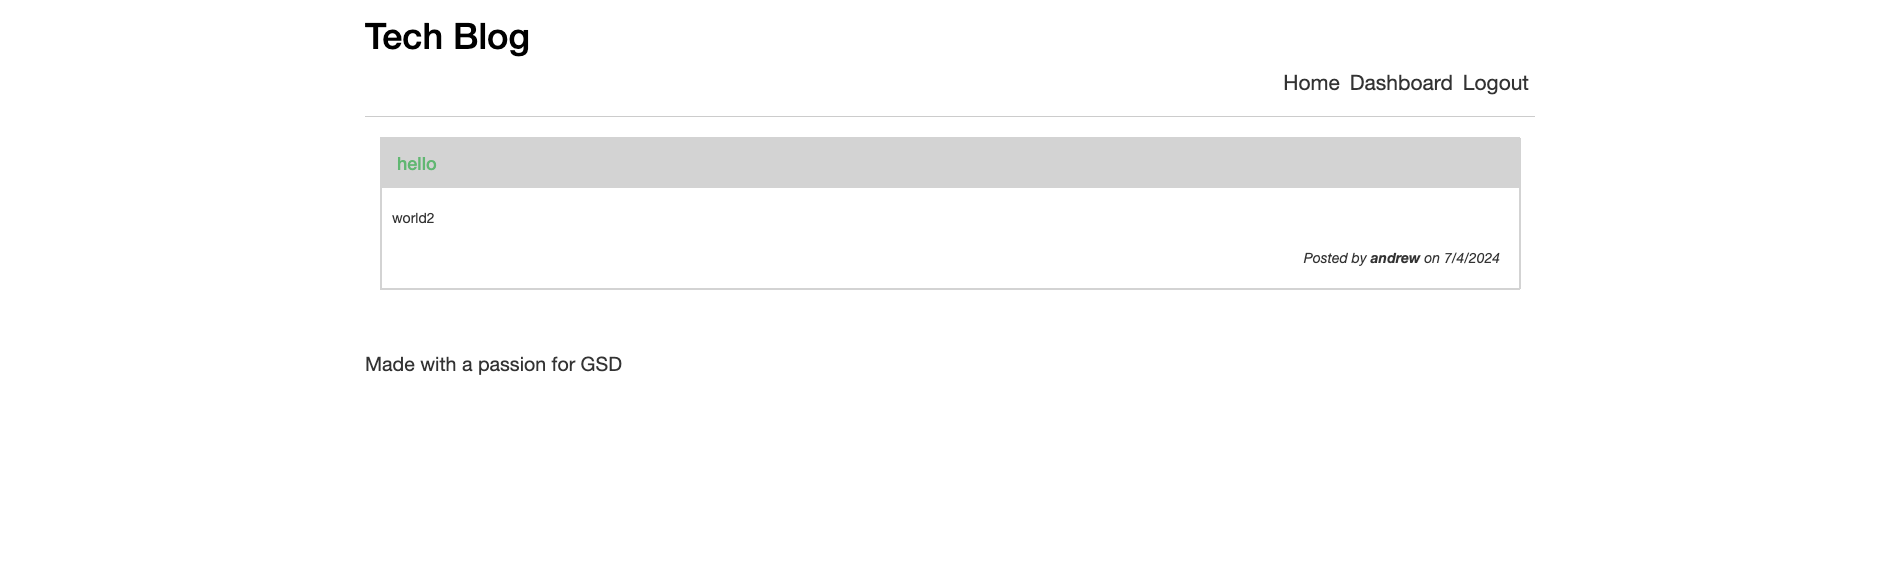 Tech Blog
Home Dashboard Logout
hello
world2
Posted by andrew on 7/4/2024
Made with a passion for GSD